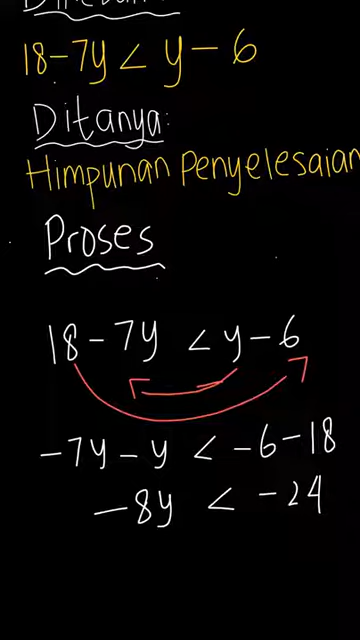 18 - 7y < y - 6
Ditanya:
Himpunan Penyelesaian
Proses
18 - 7y < y - 6
-7y - y < -6 - 18
-8y < -24